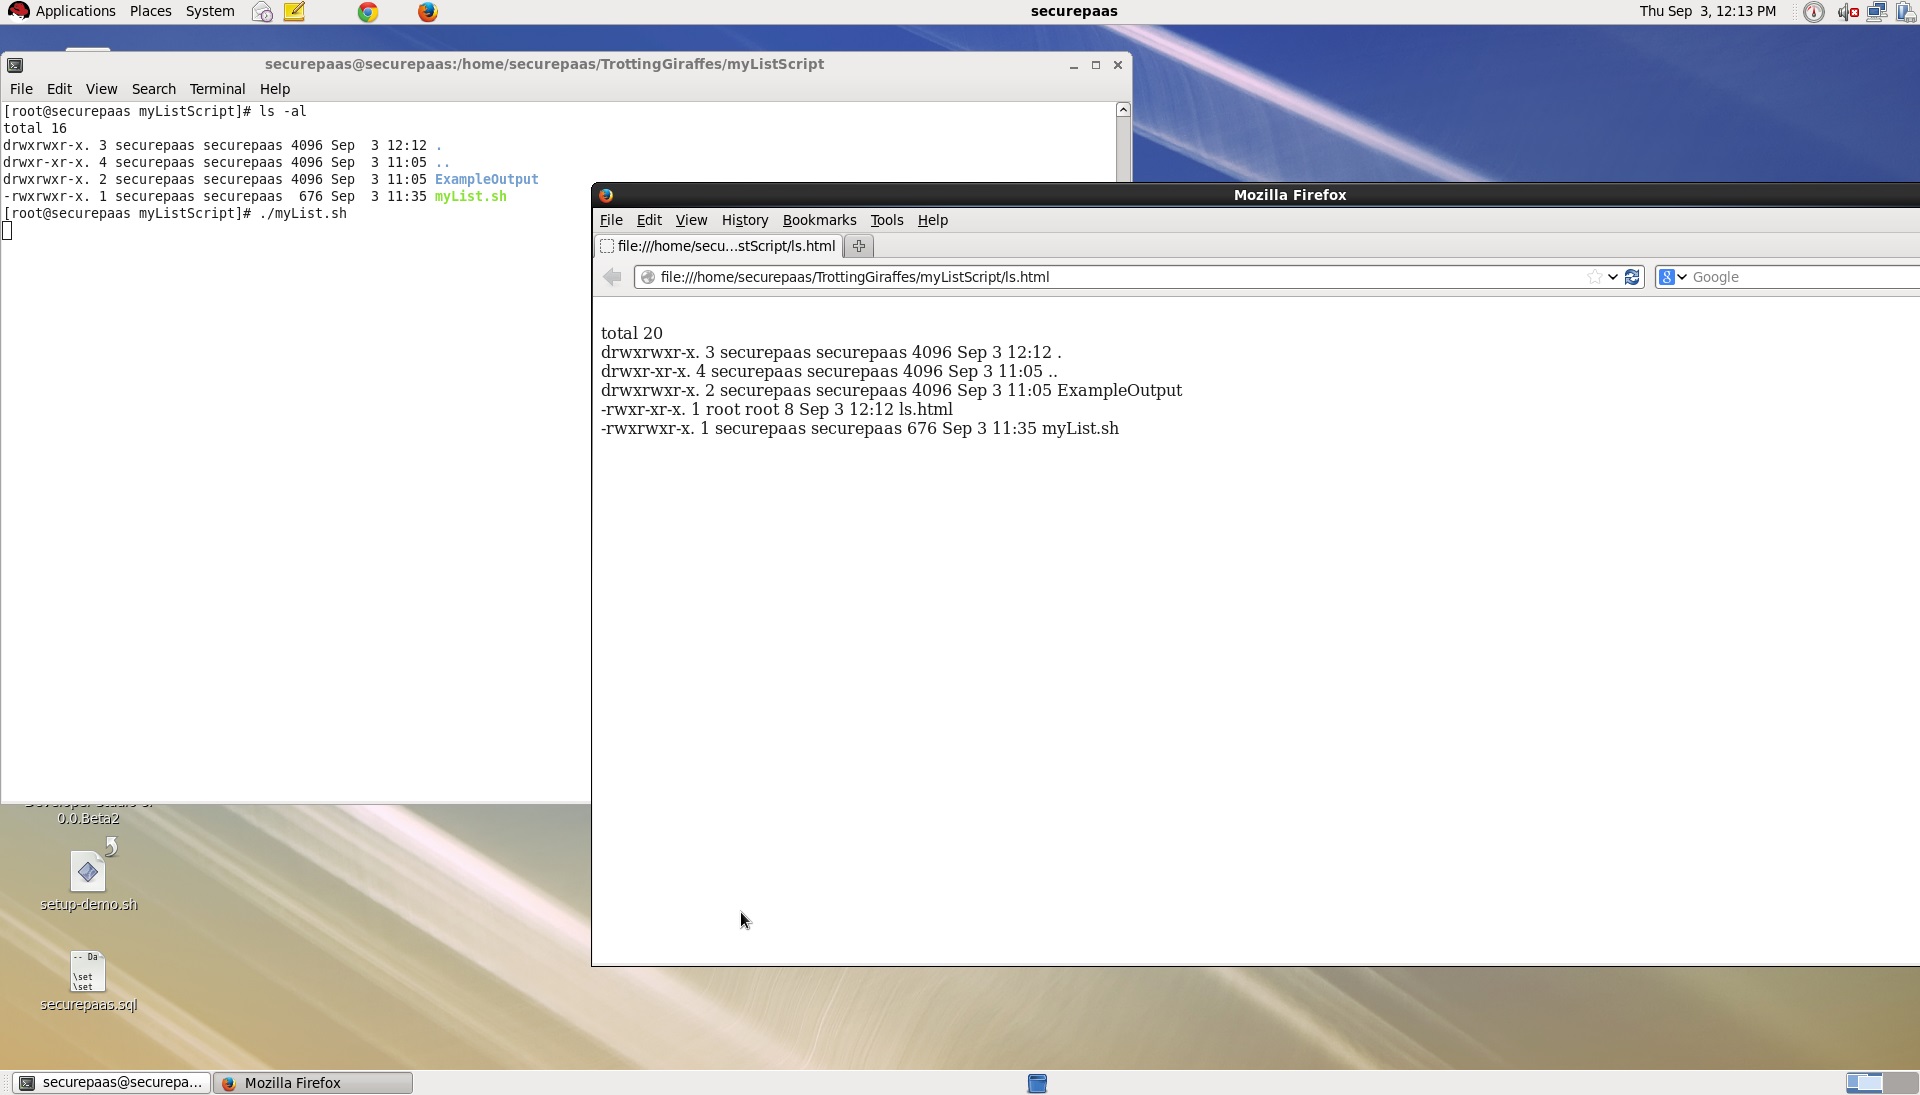 Applications Places System securepaas Thu Sep 3, 12:13 PM
securepaas@securepaas:/home/securepaas/TrottingGiraffes/myListScript
File Edit View Search Terminal Help
[root@securepaas myListScript]# ls -al
total 16
drwxrwxr-x. 3 securepaas securepaas 4096 Sep  3 12:12 .
drwxr-xr-x. 4 securepaas securepaas 4096 Sep  3 11:05 ..
drwxrwxr-x. 2 securepaas securepaas 4096 Sep  3 11:05 ExampleOutput
-rwxrwxr-x. 1 securepaas securepaas  676 Sep  3 11:35 myList.sh
[root@securepaas myListScript]# ./myList.sh
Mozilla Firefox
File Edit View History Bookmarks Tools Help
file:///home/secu...stScript/ls.html
file:///home/securepaas/TrottingGiraffes/myListScript/ls.html
8 Google
total 20
drwxrwxr-x. 3 securepaas securepaas 4096 Sep 3 12:12 .
drwxr-xr-x. 4 securepaas securepaas 4096 Sep 3 11:05 ..
drwxrwxr-x. 2 securepaas securepaas 4096 Sep 3 11:05 ExampleOutput
-rwxr-xr-x. 1 root root 8 Sep 3 12:12 ls.html
-rwxrwxr-x. 1 securepaas securepaas 676 Sep 3 11:35 myList.sh
0.0.Beta2
setup-demo.sh
-- Da
\set
\set
securepaas.sql
securepaas@securepa...
Mozilla Firefox